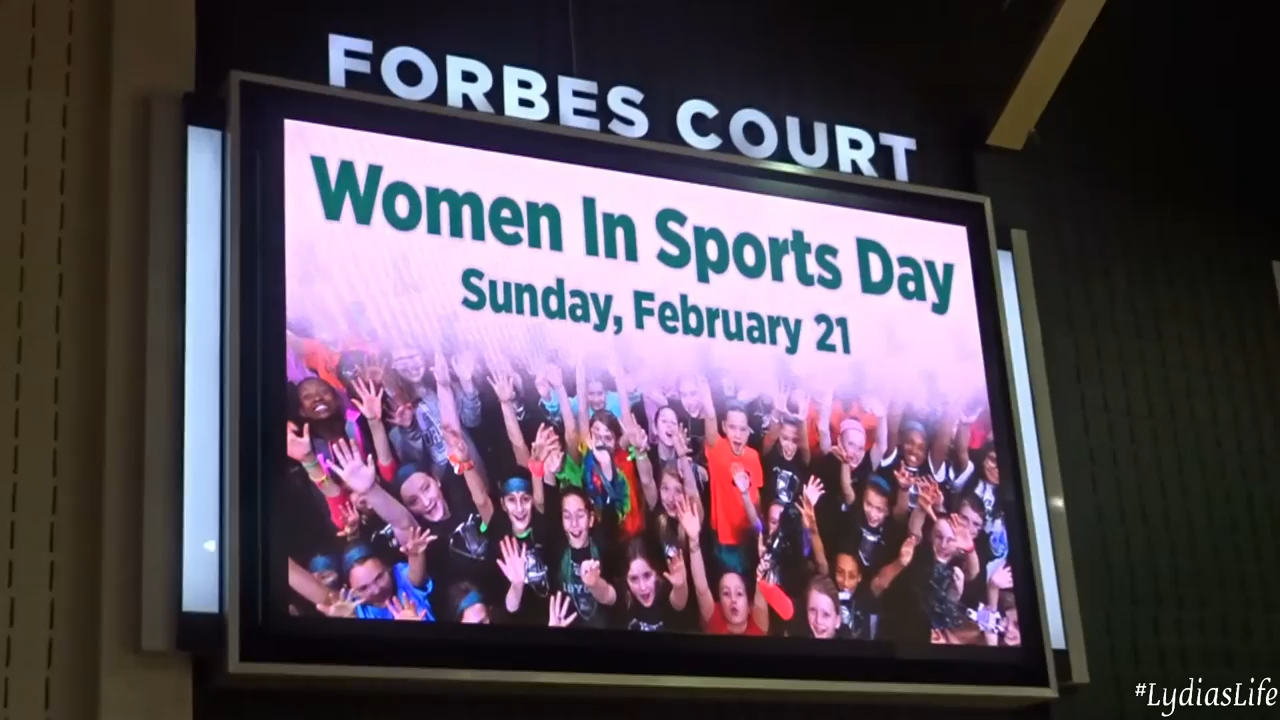 FORBES COURT
Women In Sports Day
Sunday, February 21
#LydiasLife